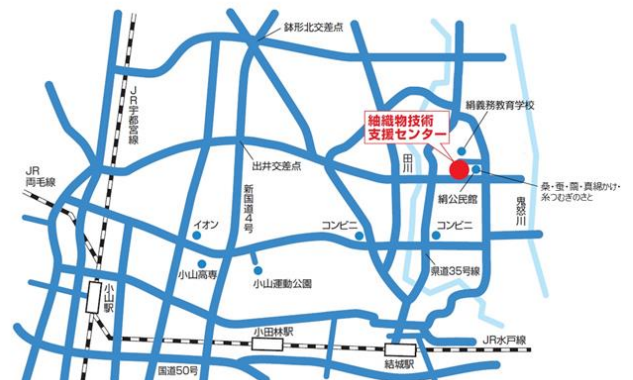 鉢形北交差点
JR宇都宮線
紬織物技術
支援センター
絹義務教育学校
JR
両毛線
出井交差点
田川
桑・蚕・繭・真綿かけ・
糸つむぎのさと
絹公民館
新国道4号
鬼怒川
イオン
コンビニ
コンビニ
小山高専
小山運動公園
県道35号線
小山駅
小田林駅
JR水戸線
結城駅
国道50号